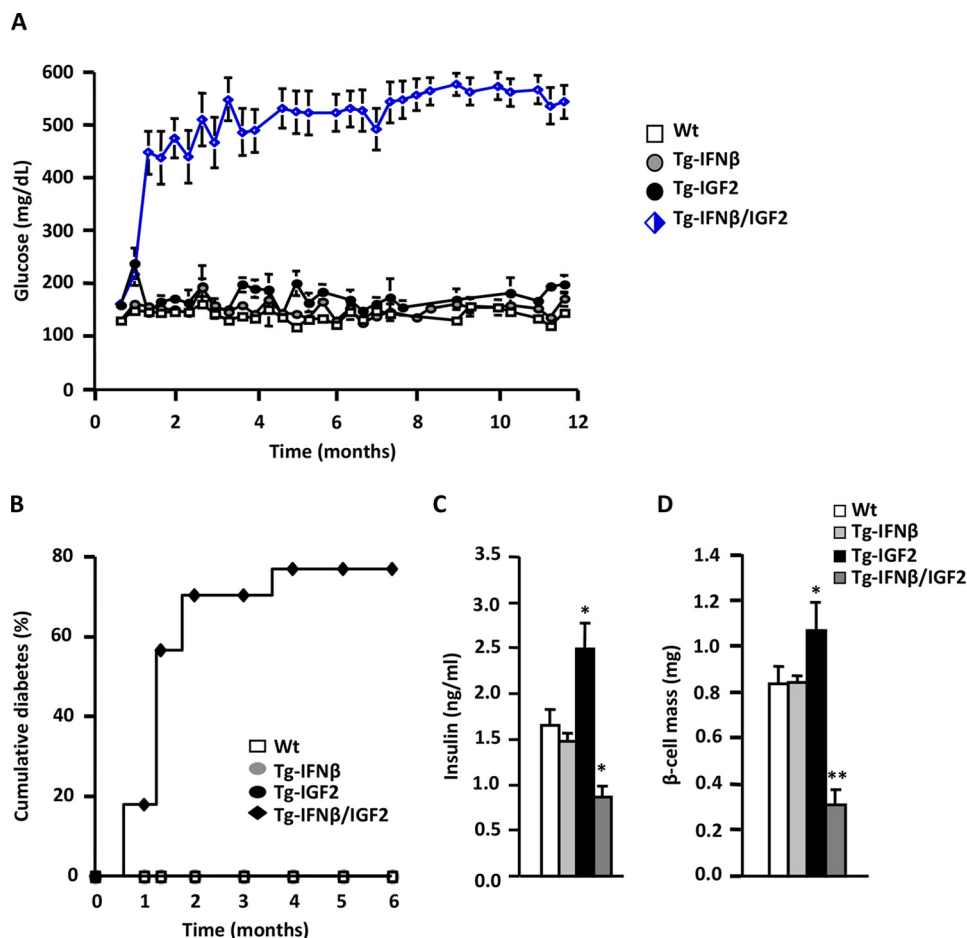 A
600
500
400
300
200
100
0
Glucose (mg/dL)
0 2 4 6 8 10 12
Time (months)
Wt
Tg-IFNβ
Tg-IGF2
Tg-IFNβ/IGF2
B
80
60
40
20
0
Cumulative diabetes (%)
0 1 2 3 4 5 6
Time (months)
Wt
Tg-IFNβ
Tg-IGF2
Tg-IFNβ/IGF2
C
3.5
3.0
2.5
2.0
1.5
1.0
0.5
0.0
Insulin (ng/ml)
*
*
D
Wt
Tg-IFNβ
Tg-IGF2
Tg-IFNβ/IGF2
1.4
1.2
1.0
0.8
0.6
0.4
0.2
0.0
β-cell mass (mg)
*
**